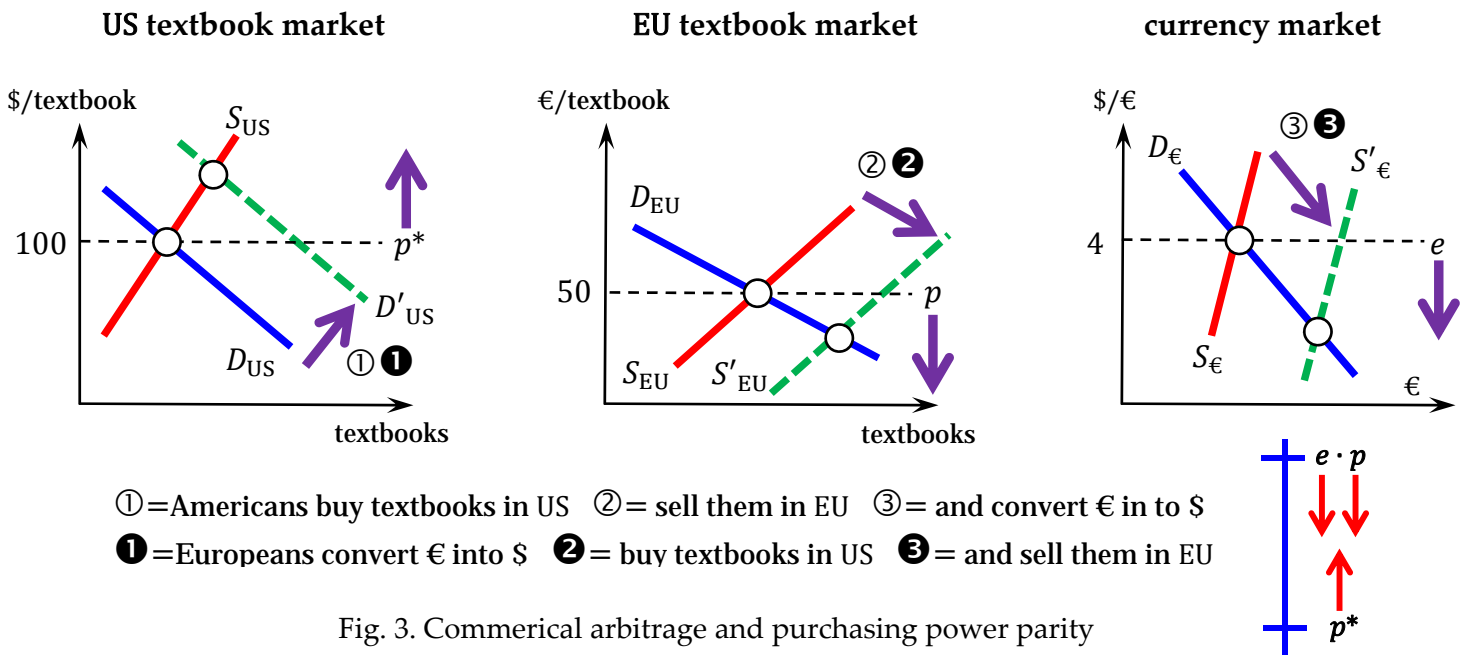 US textbook market
EU textbook market
currency market
$/textbook
S_US
100
p*
D'_US
D_US
① ❶
textbooks
€/textbook
② ❷
D_EU
50
p
S_EU
S'_EU
textbooks
$/€
③ ❸
D_€
S'_€
4
e
S_€
€
e · p
①=Americans buy textbooks in US ②= sell them in EU ③= and convert € in to $
❶=Europeans convert € into $ ❷= buy textbooks in US ❸= and sell them in EU
p*
Fig. 3. Commerical arbitrage and purchasing power parity